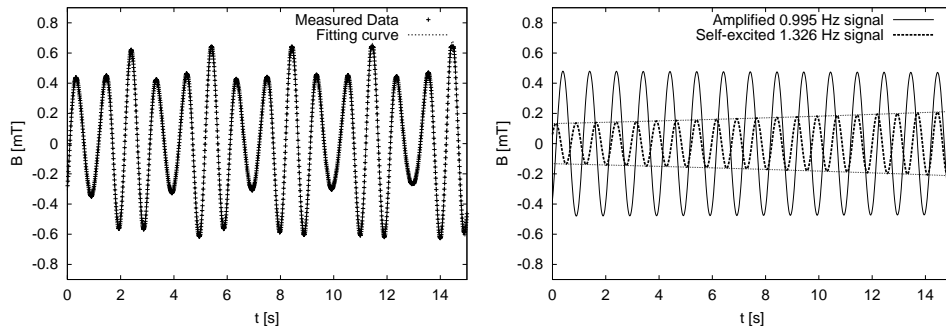 B [mT]
0.8
0.6
0.4
0.2
0
-0.2
-0.4
-0.6
-0.8
0 2 4 6 8 10 12 14
t [s]
Measured Data
Fitting curve
B [mT]
0.8
0.6
0.4
0.2
0
-0.2
-0.4
-0.6
-0.8
0 2 4 6 8 10 12 14
t [s]
Amplified 0.995 Hz signal
Self-excited 1.326 Hz signal